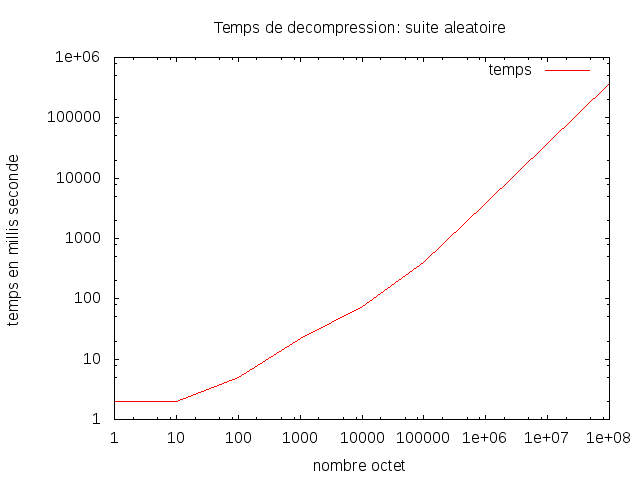 Temps de decompression: suite aleatoire
temps
1e+06
100000
10000
1000
100
10
1
temps en millis seconde
1 10 100 1000 10000 100000 1e+06 1e+07 1e+08
nombre octet